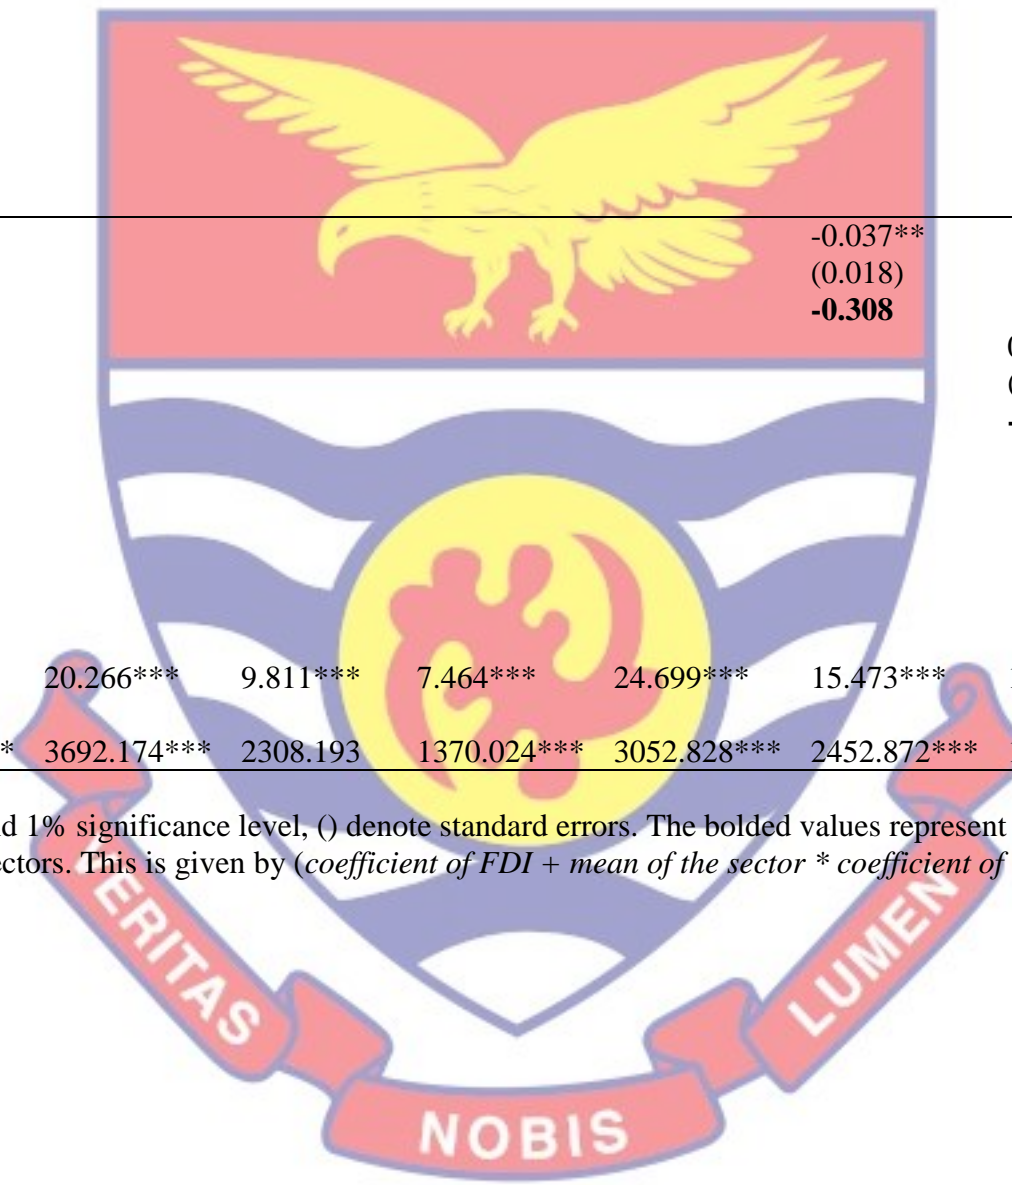 -0.037**
(0.018)
-0.308
20.266*** 9.811*** 7.464*** 24.699*** 15.473***
* 3692.174*** 2308.193 1370.024*** 3052.828*** 2452.872***
1% significance level, () denote standard errors. The bolded values represent
This is given by (coefficient of FDI + mean of the sector * coefficient of
VERITAS
NOBIS
LUMEN